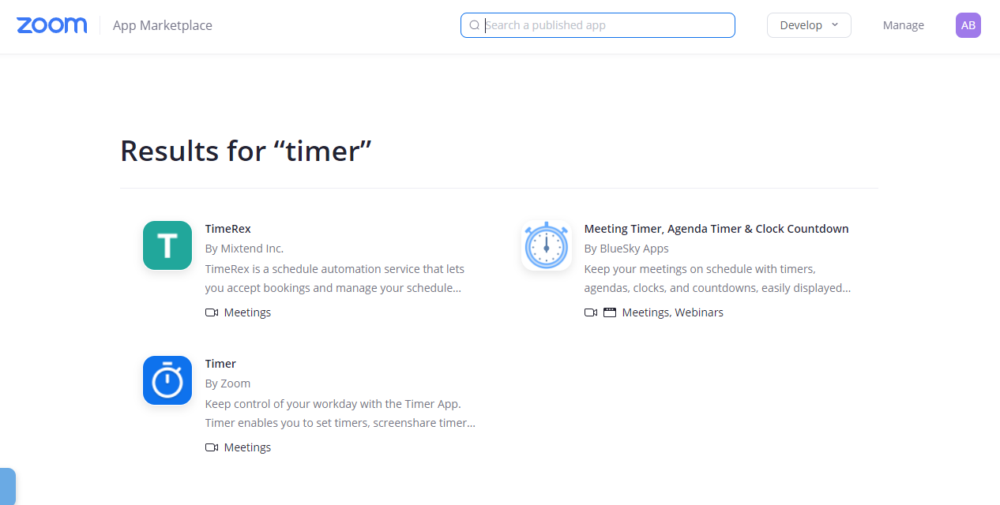 zoom App Marketplace Search a published app Develop Manage AB
Results for “timer”
T
TimeRex
By Mixtend Inc.
TimeRex is a schedule automation service that lets
you accept bookings and manage your schedule...
Meetings
Meeting Timer, Agenda Timer & Clock Countdown
By BlueSky Apps
Keep your meetings on schedule with timers,
agendas, clocks, and countdowns, easily displayed...
Meetings, Webinars
Timer
By Zoom
Keep control of your workday with the Timer App.
Timer enables you to set timers, screenshare timer...
Meetings